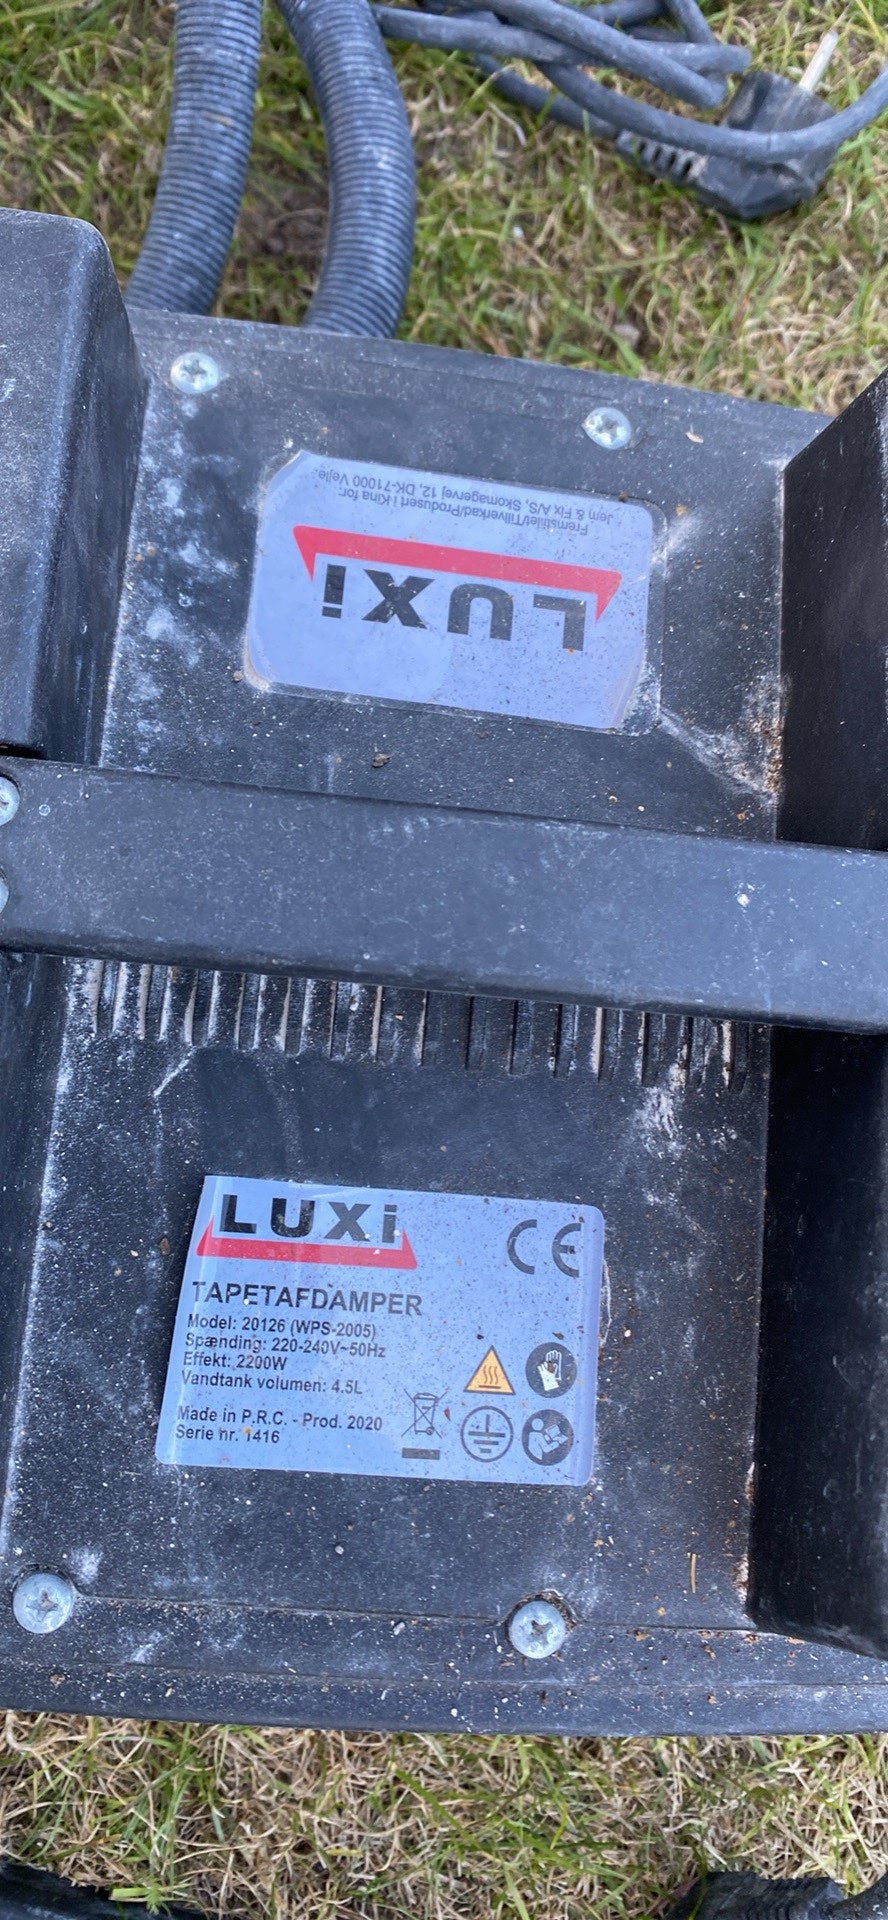 Fremstillet/Tillverkad/Produsert i Kina for:
Jem & Fix A/S, Skomagervej 12, DK-71000 Vejle.
LUXi
LUXi
CE
TAPETAFDAMPER
Model: 20126 (WPS-2005)
Spænding: 220-240V~50Hz
Effekt: 2200W
Vandtank volumen: 4.5L
Made in P.R.C. - Prod. 2020
Serie nr. 1416